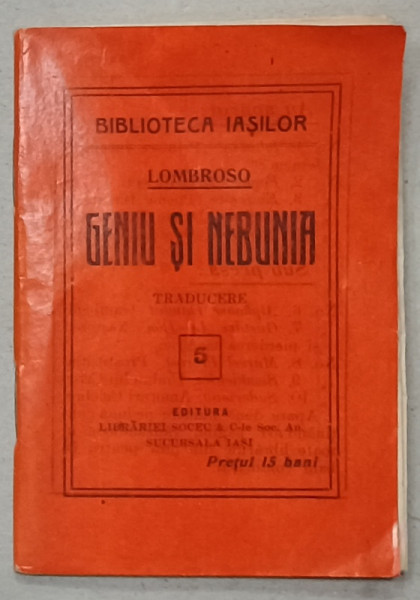 BIBLIOTECA IAȘILOR
LOMBROSO
GENIU ȘI NEBUNIA
TRADUCERE
5
EDITURA
LIBRĂRIEI SOCEC & C-ie Soc. An.
SUCURSALA IAȘI
Prețul 15 bani